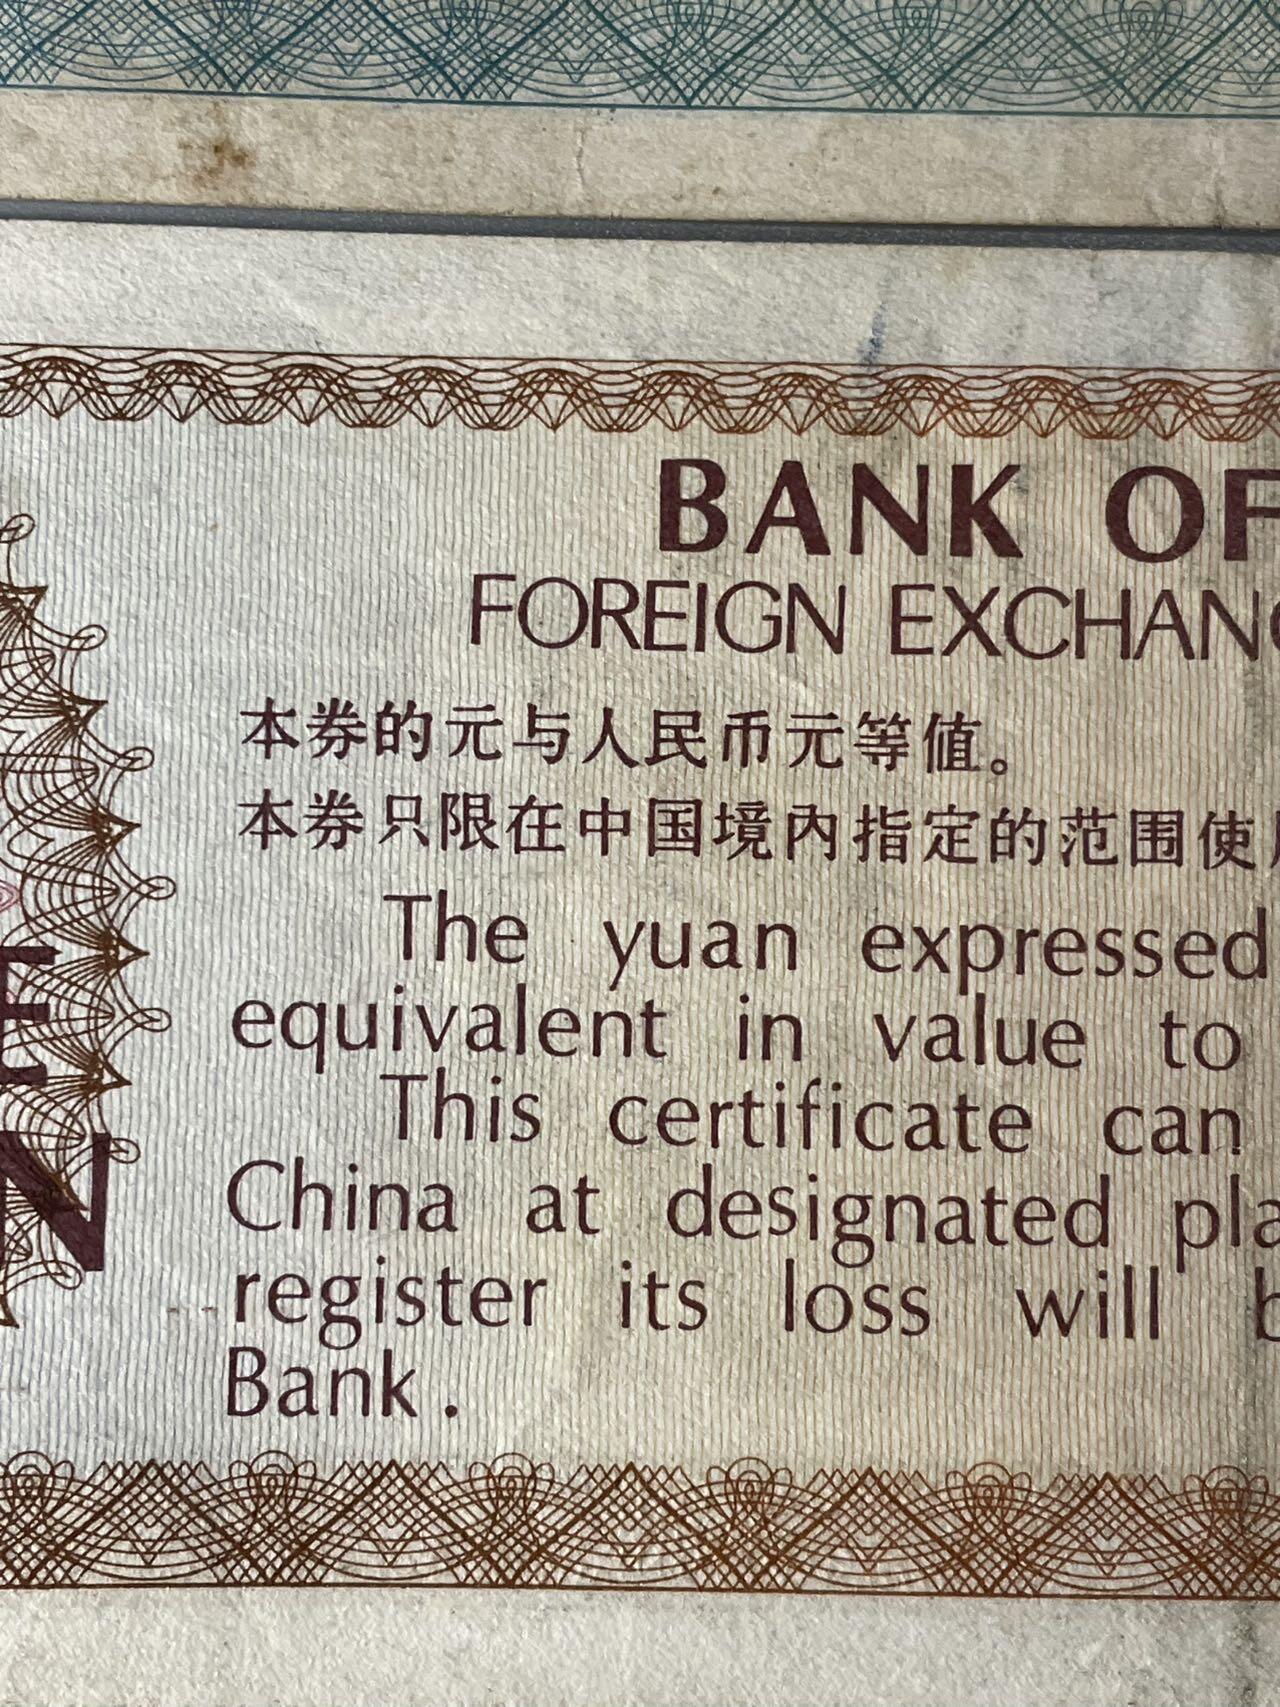 BANK OF
FOREIGN EXCHANG
本券的元与人民币元等值。
本券只限在中国境内指定的范围使
The yuan expressed
equivalent in value to
This certificate can
China at designated pla
register its loss will b
Bank.
E
N